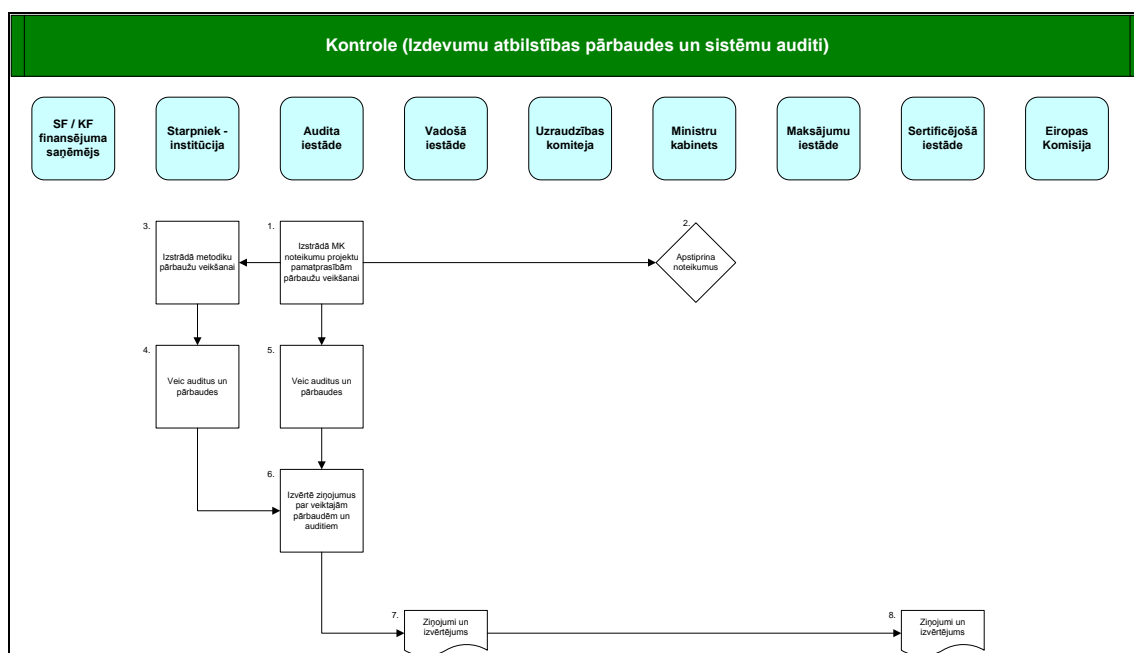 Kontrole (Izdevumu atbilstības pārbaudes un sistēmu auditi)
SF / KF
finansējuma
saņēmējs
Starpniek -
institūcija
Audita
iestāde
Vadošā
iestāde
Uzraudzības
komiteja
Ministru
kabinets
Maksājumu
iestāde
Sertificējošā
iestāde
Eiropas
Komisija
3.
Izstrādā metodiku
pārbaužu veikšanai
1.
Izstrādā MK
noteikumu projektu
pamatprasībām
pārbaužu veikšanai
2.
Apstiprina
noteikumus
4.
Veic auditus un
pārbaudes
5.
Veic auditus un
pārbaudes
6.
Izvērtē ziņojumus
par veiktajām
pārbaudēm un
auditiem
7.
Ziņojumi un
izvērtējums
8.
Ziņojumi un
izvērtējums